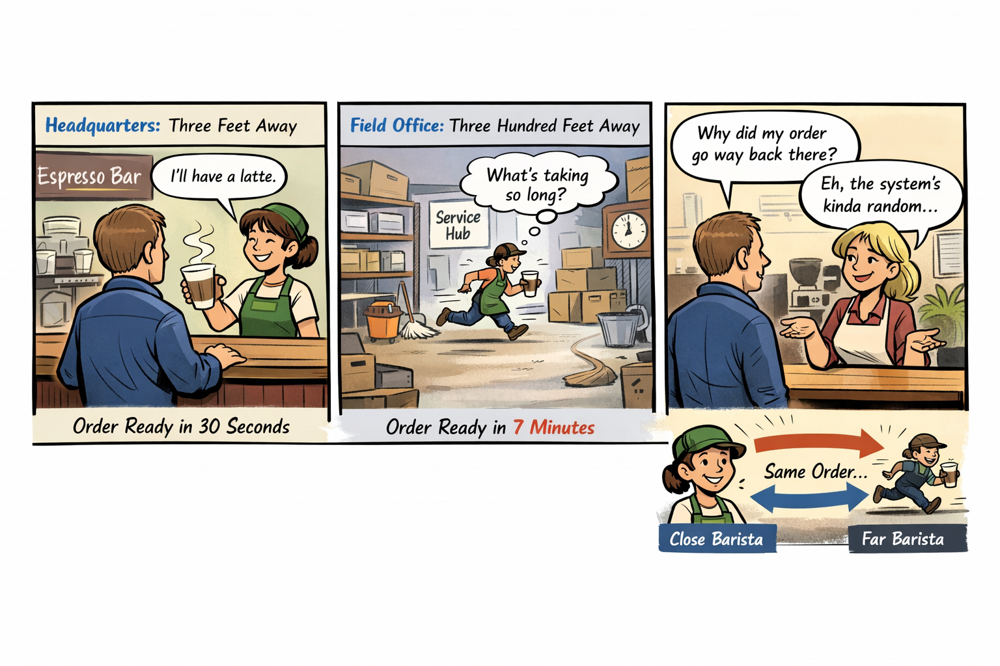 Headquarters: Three Feet Away
Espresso Bar
I'll have a latte.
Order Ready in 30 Seconds
Field Office: Three Hundred Feet Away
What's taking
so long?
Service
Hub
Order Ready in 7 Minutes
Why did my order
go way back there?
Eh, the system's
kinda random...
Same Order...
Close Barista
Far Barista